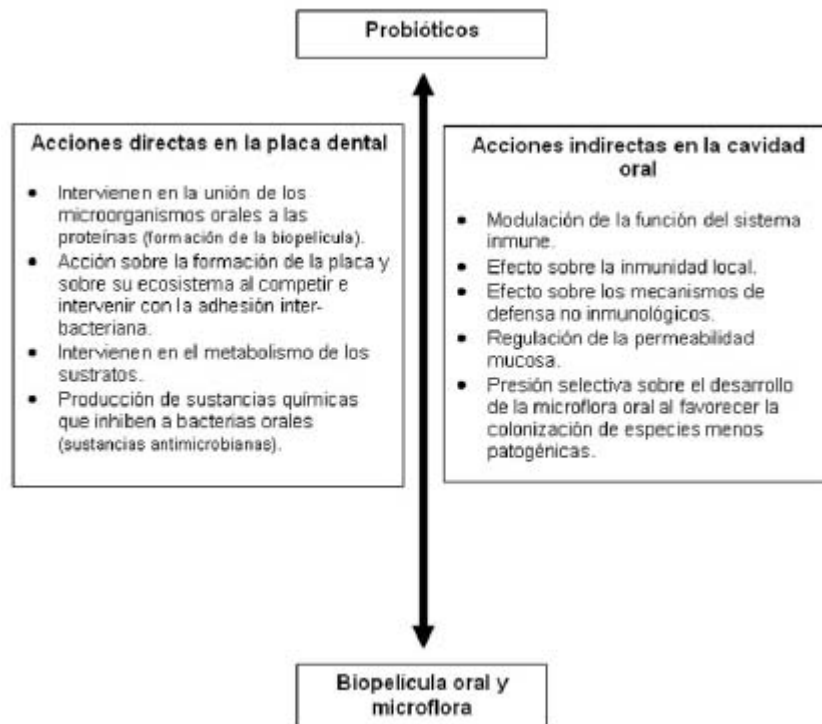 Probióticos
Acciones directas en la placa dental
• Intervienen en la unión de los
microorganismos orales a las
proteínas (formación de la biopelícula).
• Acción sobre la formación de la placa y
sobre su ecosistema al competir e
intervenir con la adhesión inter-
bacteriana.
• Intervienen en el metabolismo de los
sustratos.
• Producción de sustancias químicas
que inhiben a bacterias orales
(sustancias antimicrobianas).
Acciones indirectas en la cavidad
oral
• Modulación de la función del sistema
inmune.
• Efecto sobre la inmunidad local.
• Efecto sobre los mecanismos de
defensa no inmunológicos.
• Regulación de la permeabilidad
mucosa.
• Presión selectiva sobre el desarrollo
de la microflora oral al favorecer la
colonización de especies menos
patogénicas.
Biopelícula oral y
microflora